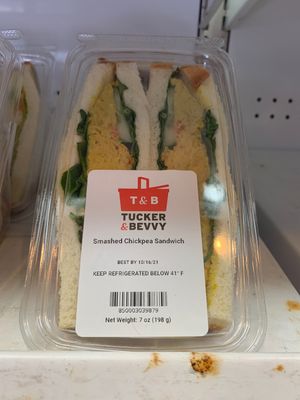 T & B
TUCKER
& BEVVY
Smashed Chickpea Sandwich
BEST BY 10/16/21
KEEP REFRIGERATED BELOW 41° F
850003039879
Net Weight: 7 oz (198 g)